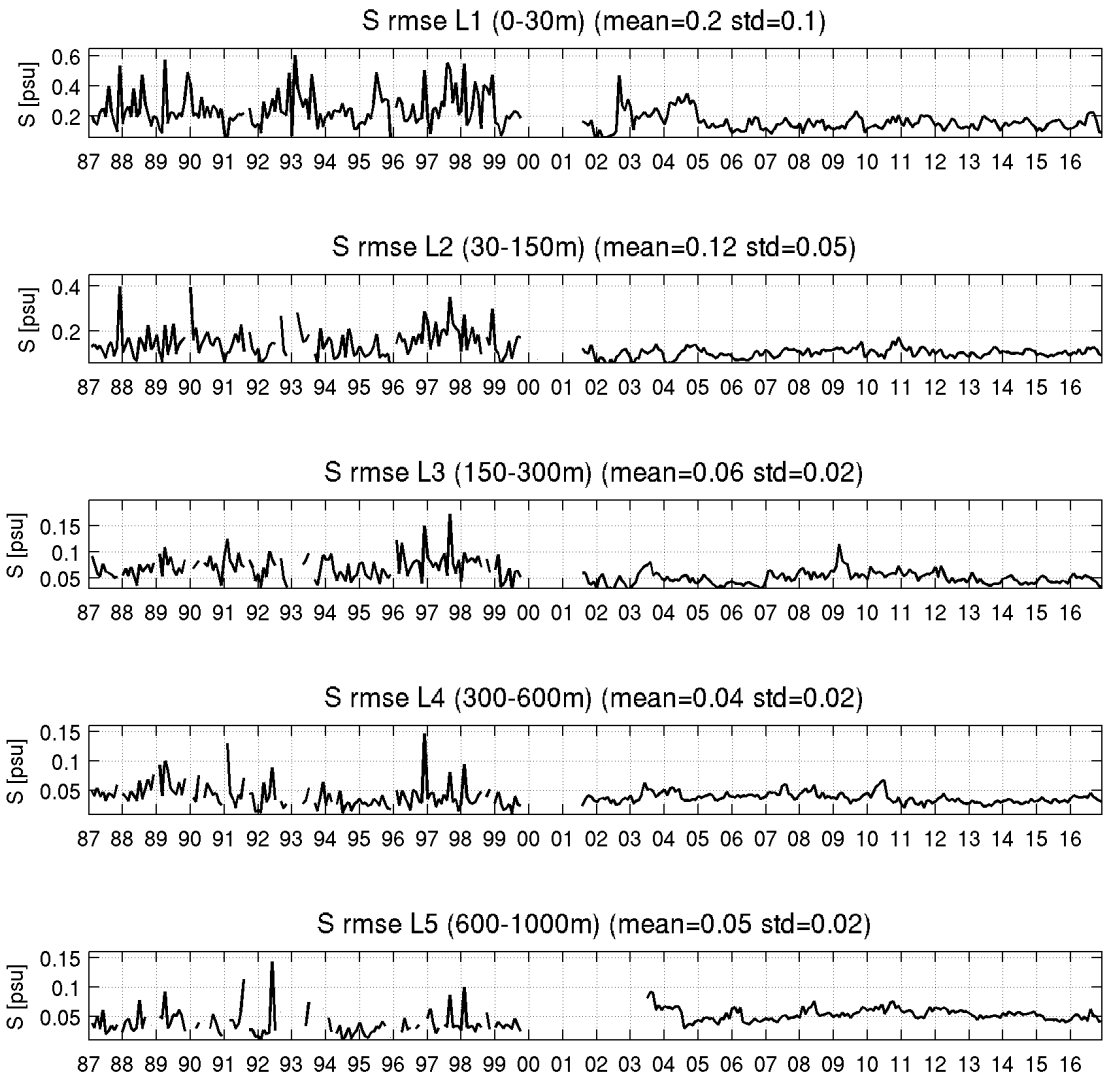 S rmse L1 (0-30m) (mean=0.2 std=0.1)
S [psu]
0.6
0.4
0.2
87 88 89 90 91 92 93 94 95 96 97 98 99 00 01 02 03 04 05 06 07 08 09 10 11 12 13 14 15 16
S rmse L2 (30-150m) (mean=0.12 std=0.05)
S [psu]
0.4
0.2
87 88 89 90 91 92 93 94 95 96 97 98 99 00 01 02 03 04 05 06 07 08 09 10 11 12 13 14 15 16
S rmse L3 (150-300m) (mean=0.06 std=0.02)
S [psu]
0.15
0.1
0.05
87 88 89 90 91 92 93 94 95 96 97 98 99 00 01 02 03 04 05 06 07 08 09 10 11 12 13 14 15 16
S rmse L4 (300-600m) (mean=0.04 std=0.02)
S [psu]
0.15
0.1
0.05
87 88 89 90 91 92 93 94 95 96 97 98 99 00 01 02 03 04 05 06 07 08 09 10 11 12 13 14 15 16
S rmse L5 (600-1000m) (mean=0.05 std=0.02)
S [psu]
0.15
0.1
0.05
87 88 89 90 91 92 93 94 95 96 97 98 99 00 01 02 03 04 05 06 07 08 09 10 11 12 13 14 15 16